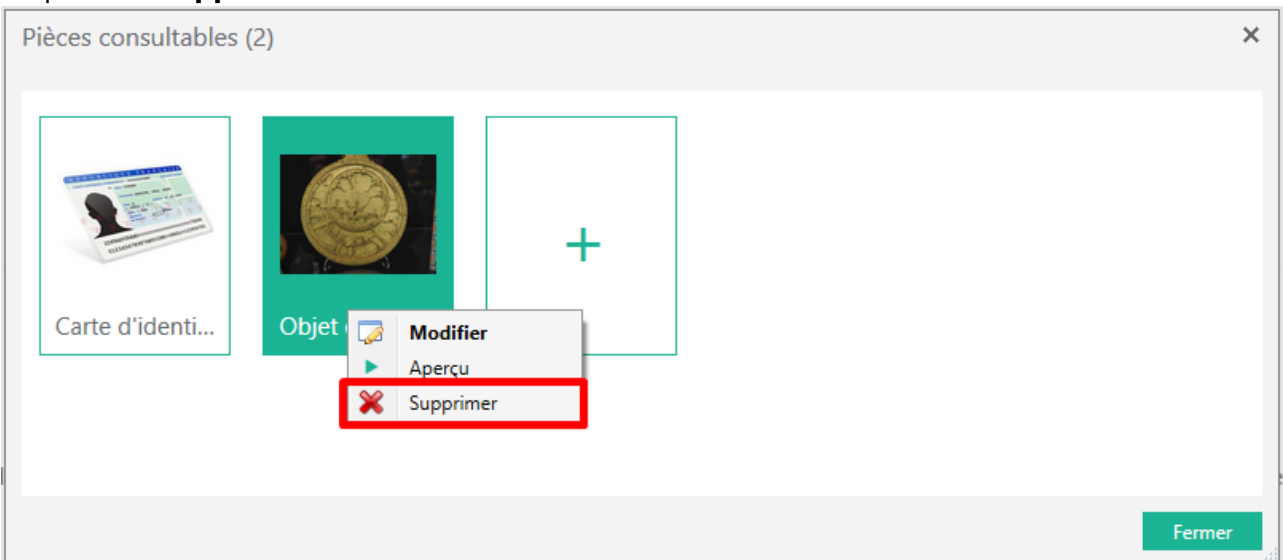 Pièces consultables (2)
Carte d'identi...
Objet
Modifier
Aperçu
Supprimer
Fermer